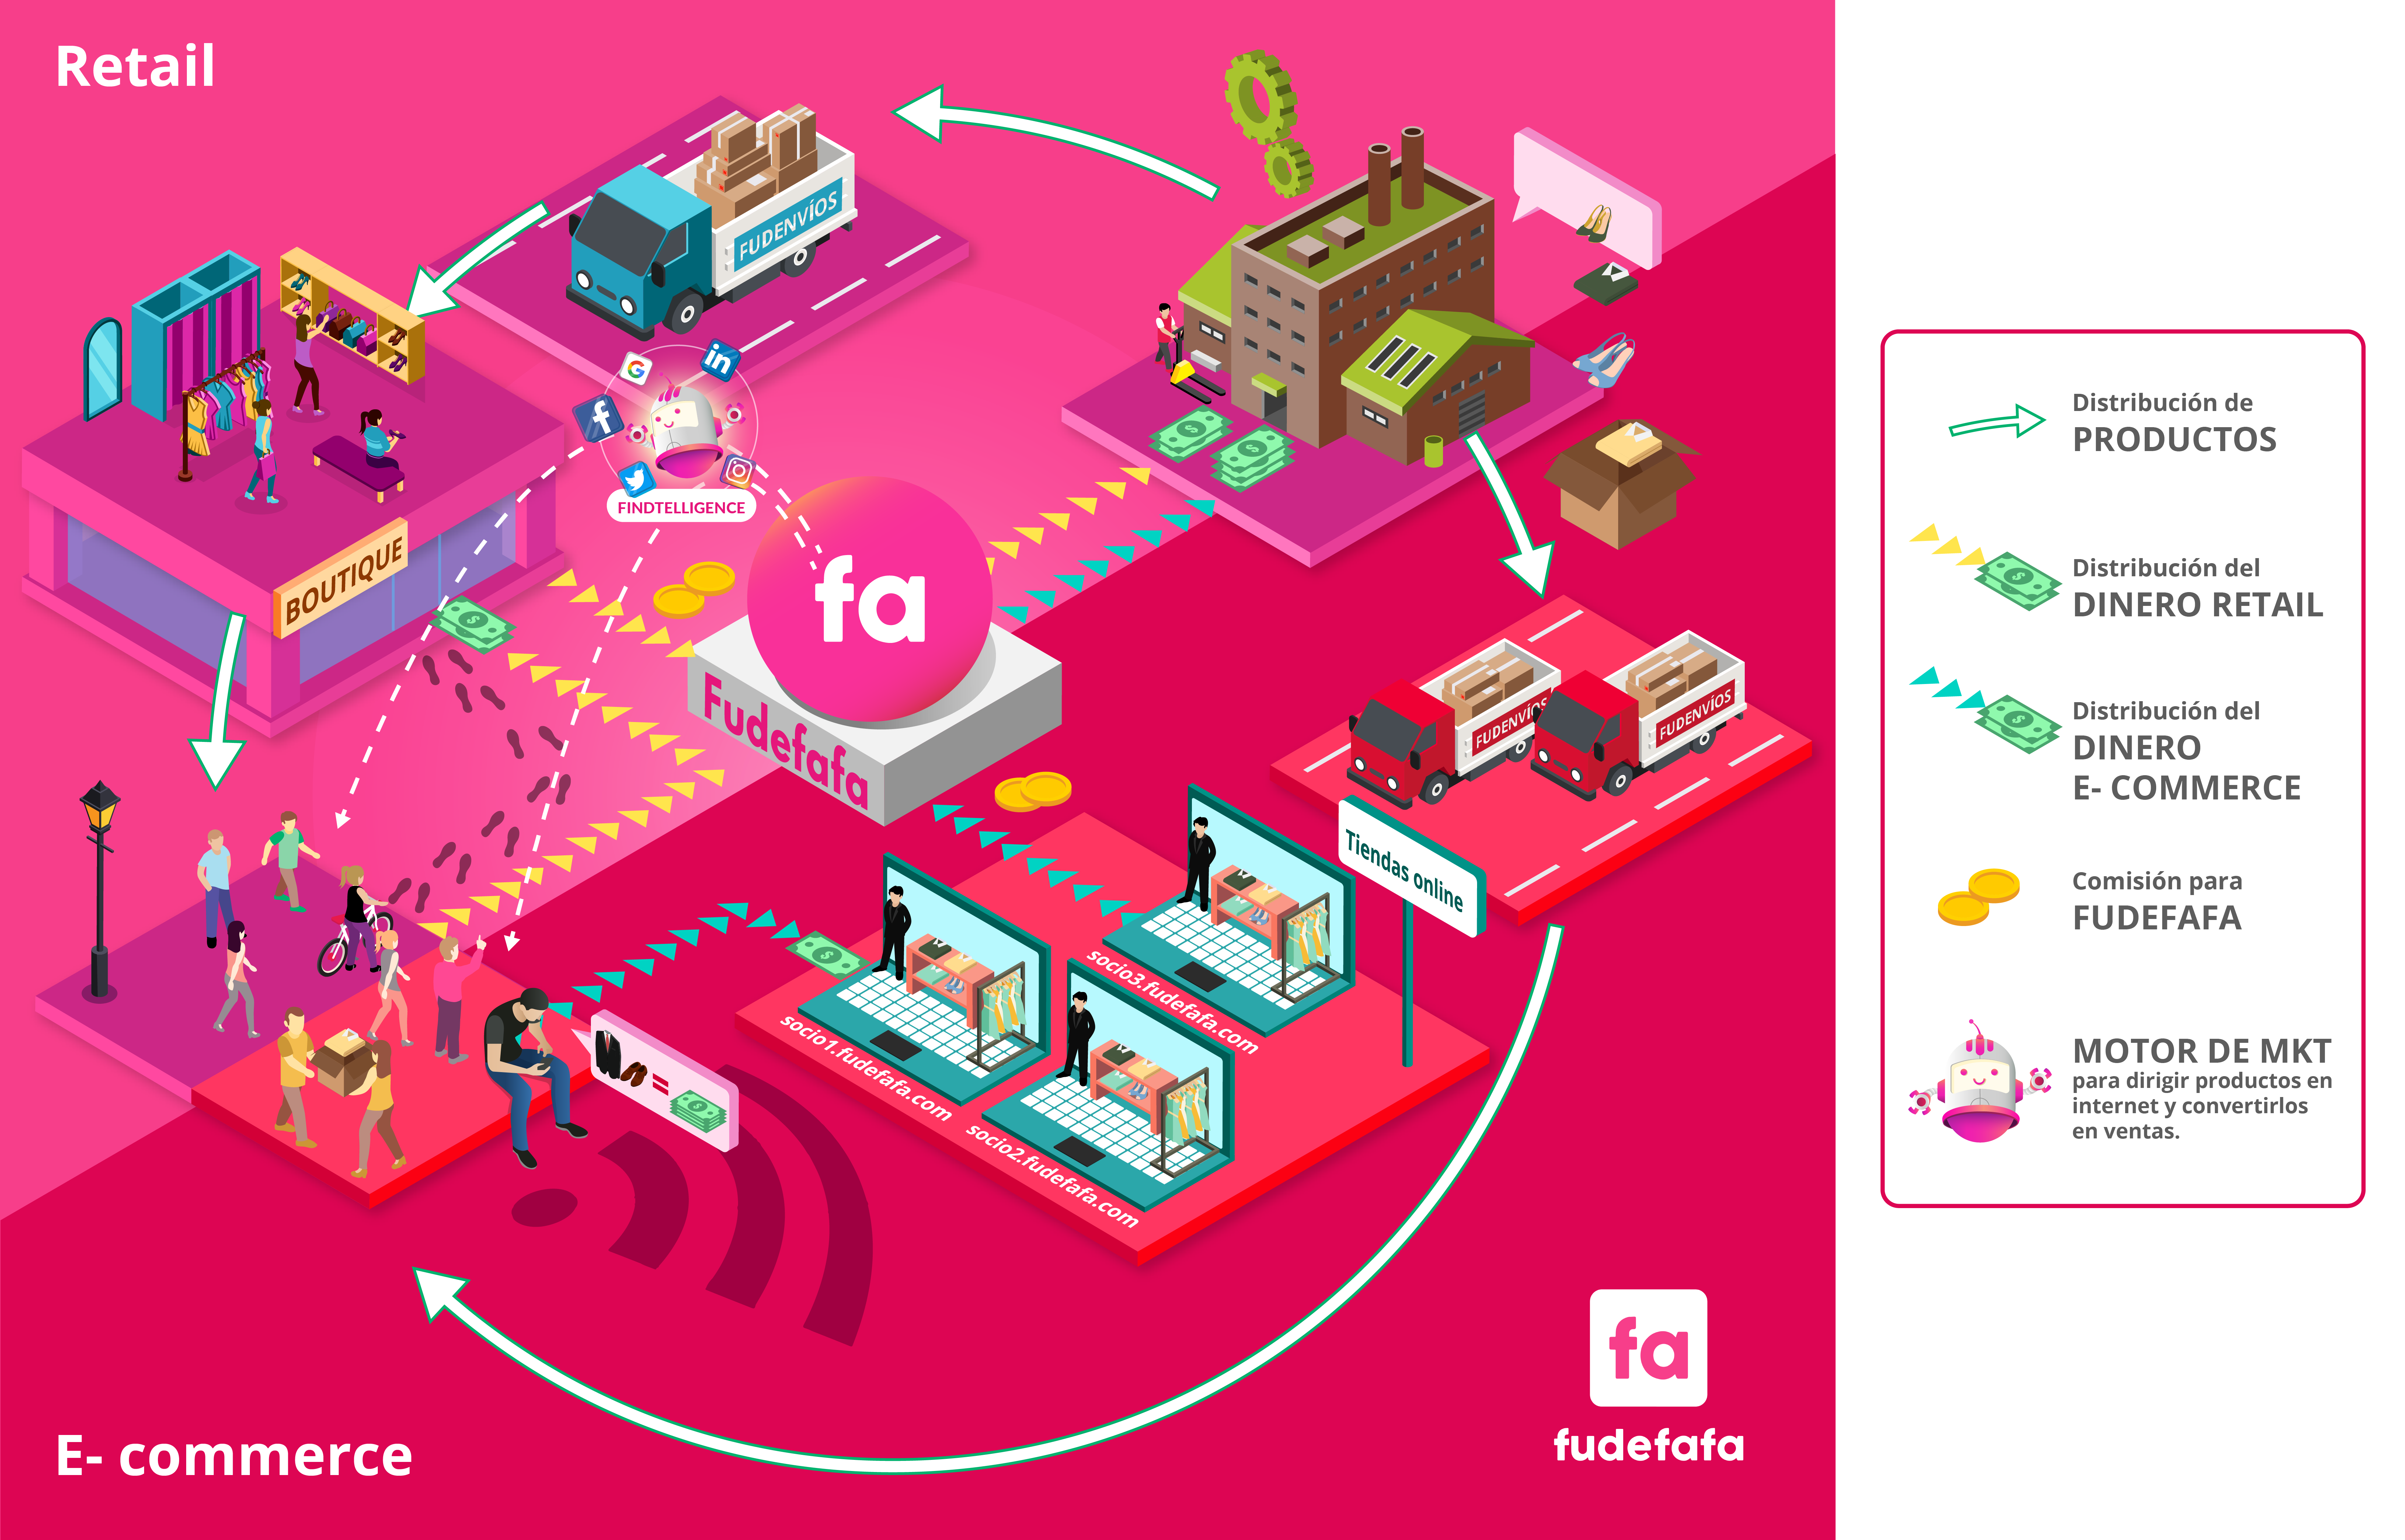 Retail
FUDENVÍOS
in
G
f
FINDTELLIGENCE
BOUTIQUE
fa
Fudefafa
FUDENVÍOS
FUDENVÍOS
Tiendas online
socio3.fudefafa.com
socio1.fudefafa.com
socio2.fudefafa.com
E- commerce
fa
fudefafa
Distribución de
PRODUCTOS
Distribución del
DINERO RETAIL
Distribución del
DINERO
E- COMMERCE
Comisión para
FUDEFAFA
MOTOR DE MKT
para dirigir productos en
internet y convertirlos
en ventas.